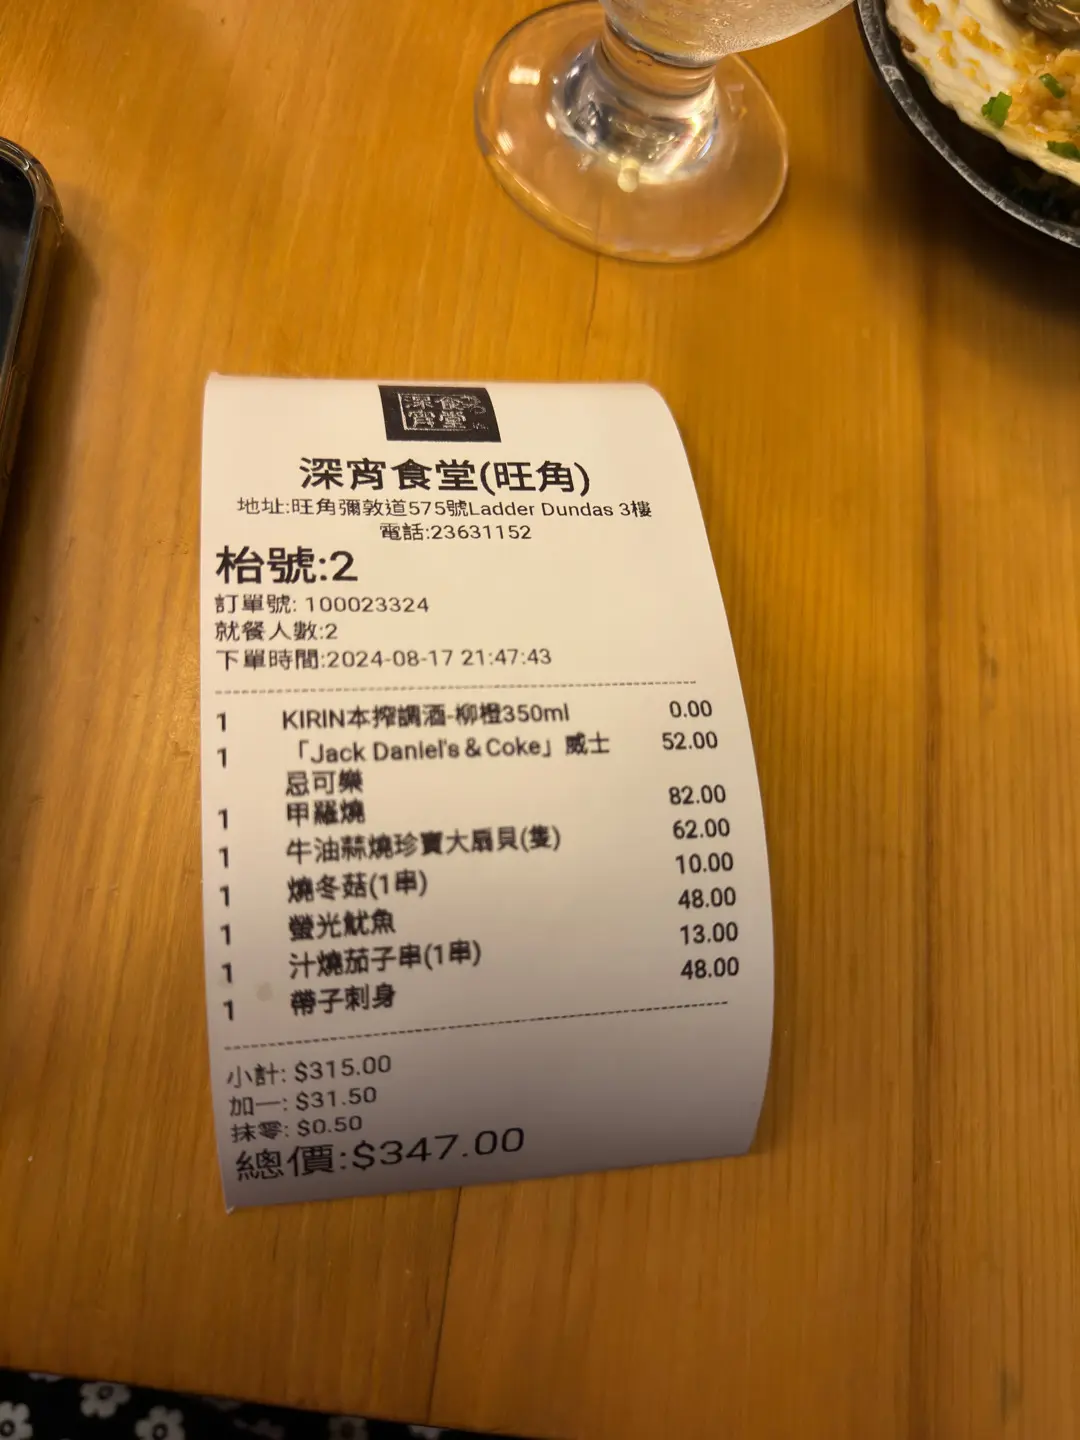 深宵食堂
深宵食堂(旺角)
地址:旺角彌敦道575號Ladder Dundas 3樓
電話:23631152
枱號:2
訂單號: 100023324
就餐人數:2
下單時間:2024-08-17 21:47:43
1 KIRIN本搾調酒-柳橙350ml 0.00
1 「Jack Daniel's & Coke」威士 52.00
忌可樂
1 甲羅燒 82.00
1 牛油蒜燒珍寶大扇貝(隻) 62.00
1 燒冬菇(1串) 10.00
1 螢光魷魚 48.00
1 汁燒茄子串(1串) 13.00
1 帶子刺身 48.00
小計: $315.00
加一: $31.50
抹零: $0.50
總價:$347.00